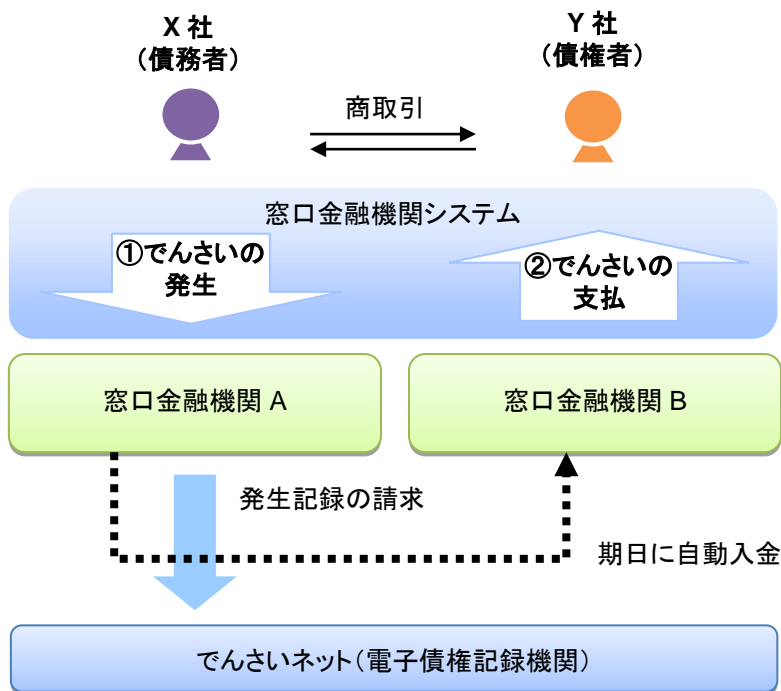 X 社
（債務者）
Y 社
（債権者）
商取引
窓口金融機関システム
①でんさいの
発生
②でんさいの
支払
窓口金融機関 A
窓口金融機関 B
発生記録の請求
期日に自動入金
でんさいネット（電子債権記録機関）